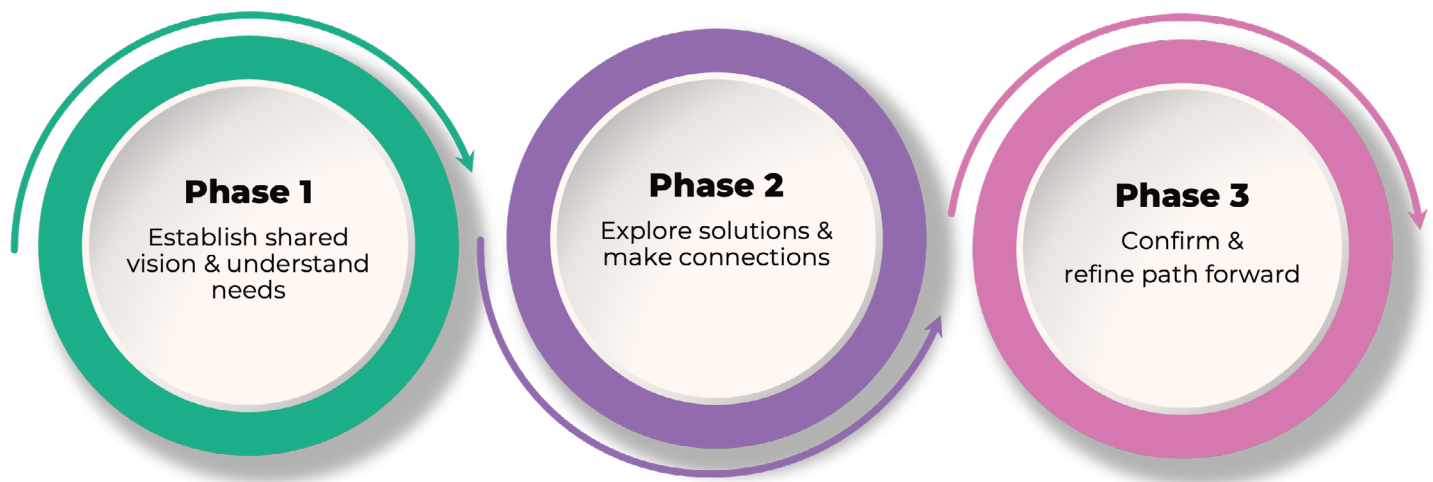 Phase 1
Establish shared
vision & understand
needs
Phase 2
Explore solutions &
make connections
Phase 3
Confirm &
refine path forward